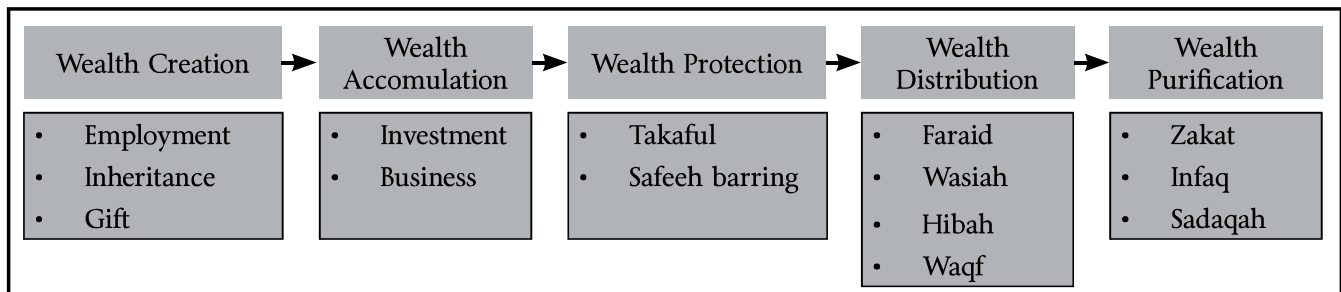 Wealth Creation
Wealth
Accomulation
Wealth Protection
Wealth
Distribution
Wealth
Purification
• Employment
• Inheritance
• Gift
• Investment
• Business
• Takaful
• Safeeh barring
• Faraid
• Wasiah
• Hibah
• Waqf
• Zakat
• Infaq
• Sadaqah